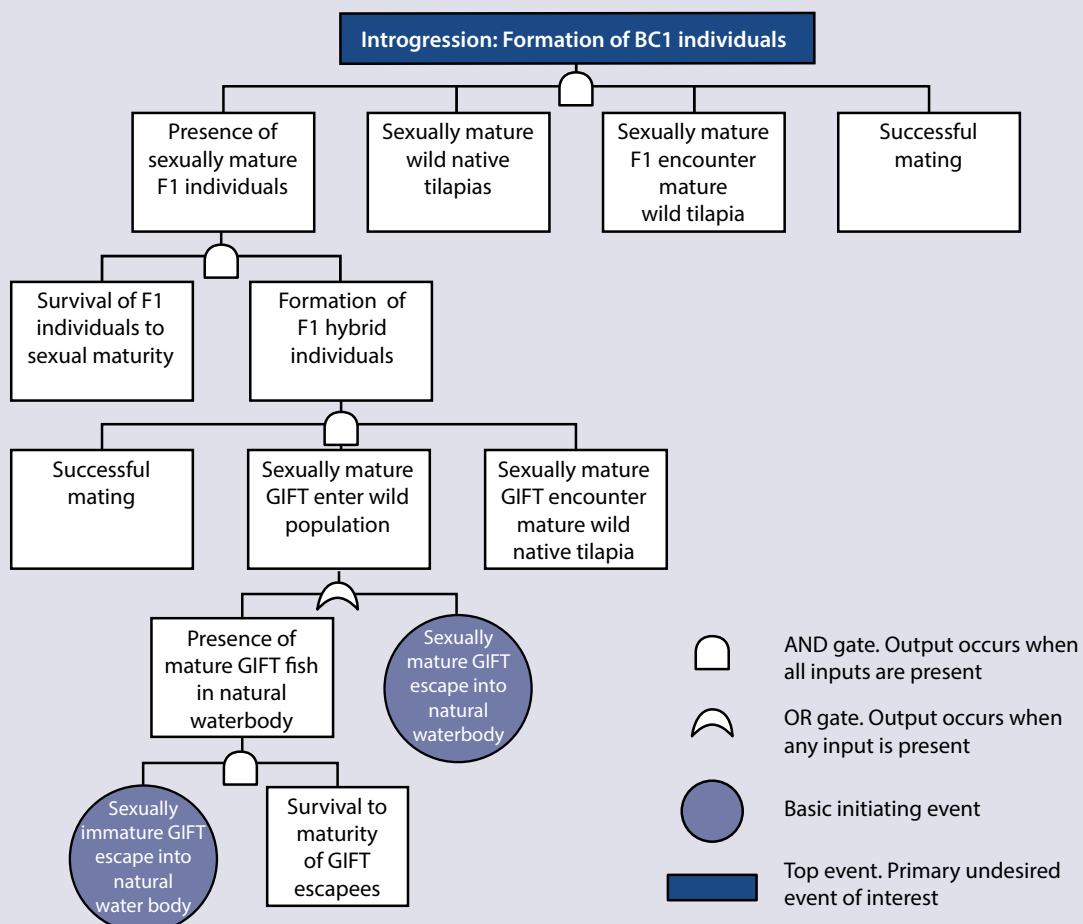 Introgression: Formation of BC1 individuals
Presence of
sexually mature
F1 individuals
Sexually mature
wild native
tilapias
Sexually mature
F1 encounter
mature
wild tilapia
Successful
mating
Survival of F1
individuals to
sexual maturity
Formation of
F1 hybrid
individuals
Successful
mating
Sexually mature
GIFT enter wild
population
Sexually mature
GIFT encounter
mature wild
native tilapia
Presence of
mature GIFT fish
in natural
waterbody
Sexually
mature GIFT
escape into
natural
waterbody
Sexually
immature GIFT
escape into
natural
water body
Survival to
maturity
of GIFT
escapees
AND gate. Output occurs when
all inputs are present
OR gate. Output occurs when
any input is present
Basic initiating event
Top event. Primary undesired
event of interest